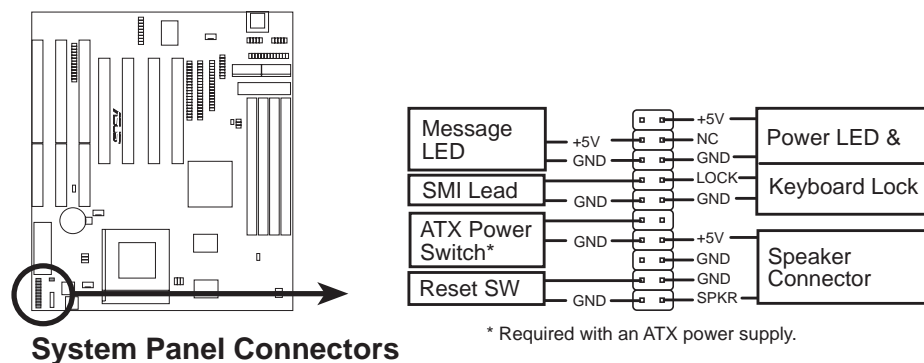 Message
LED
+5V
GND
SMI Lead
GND
ATX Power
Switch*
GND
Reset SW
GND
+5V
NC
GND
LOCK
GND
+5V
GND
GND
SPKR
Power LED &
Keyboard Lock
Speaker
Connector
* Required with an ATX power supply.
System Panel Connectors